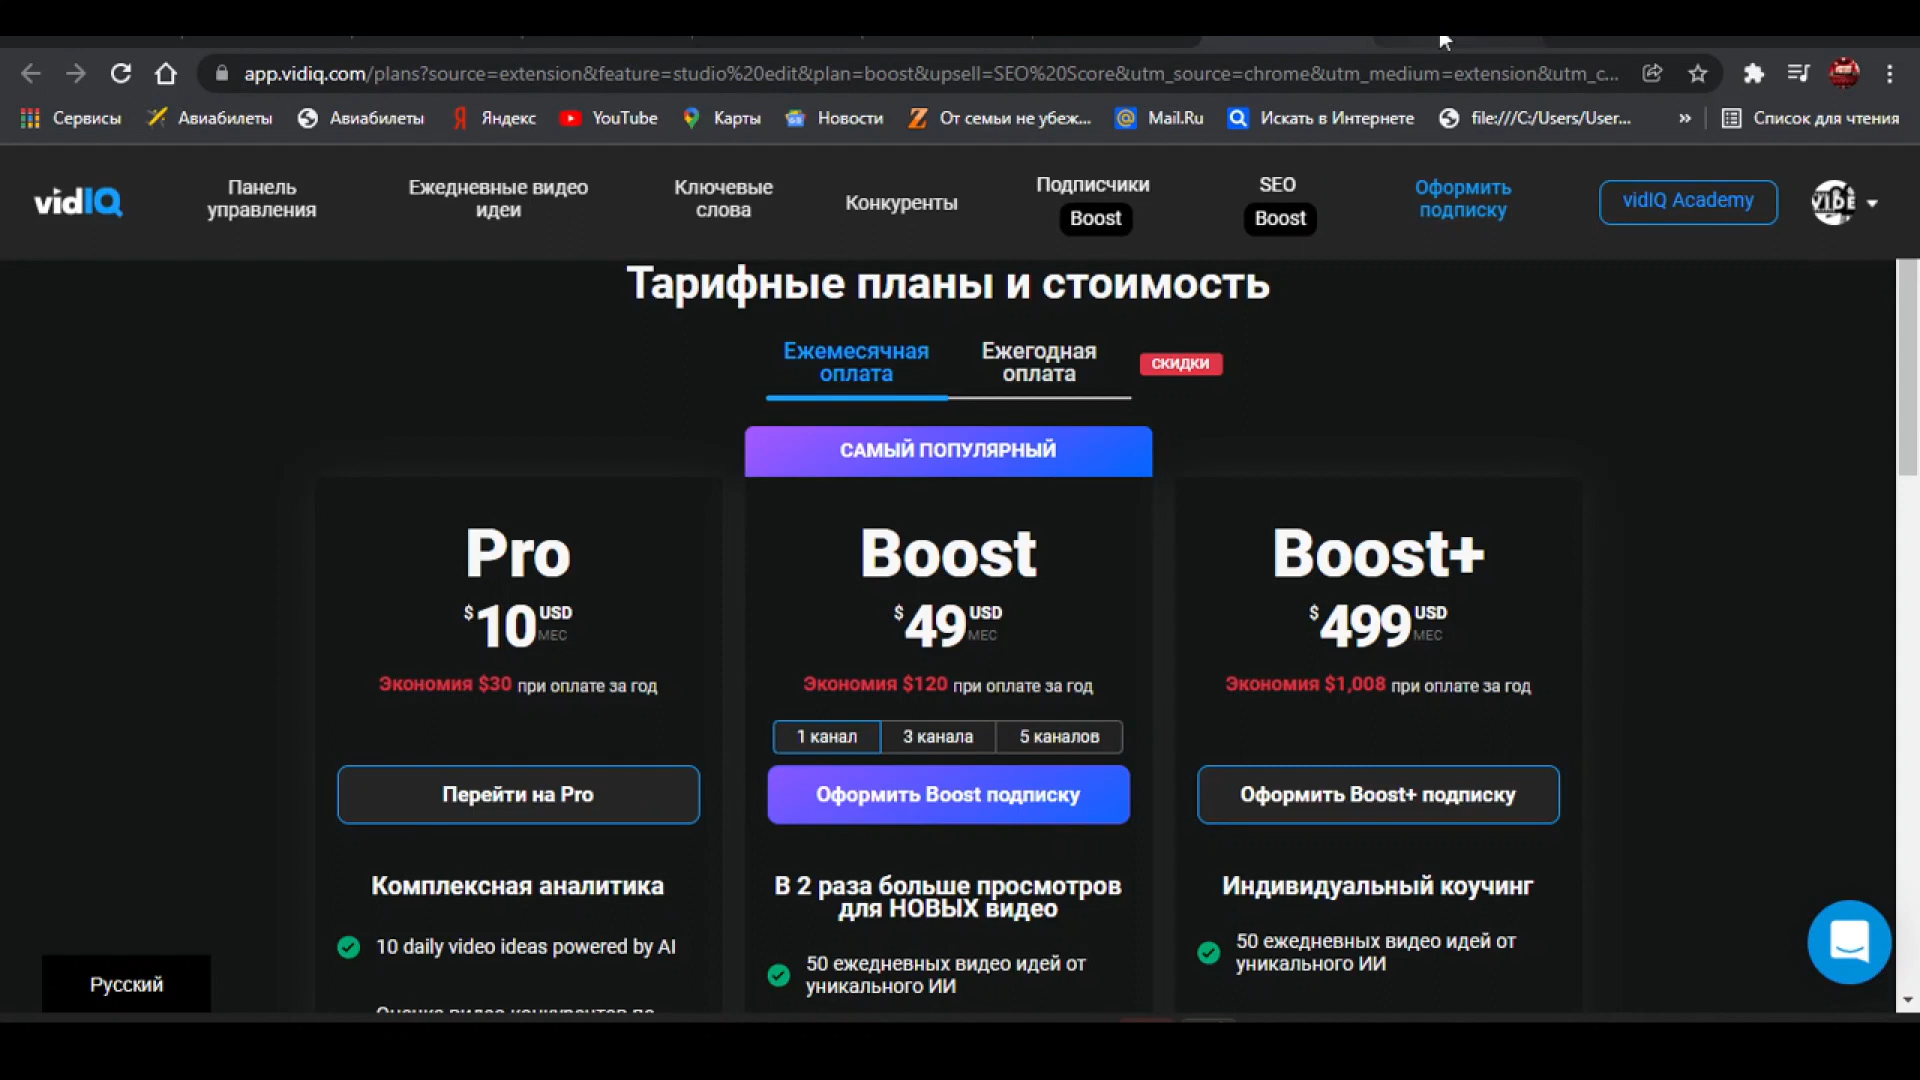 app.vidiq.com/plans?source=extension&feature=studio%20edit&plan=boost&upsell=SEO%20Score&utm_source=chrome&utm_medium=extension&utm_c...
Сервисы Авиабилеты Авиабилеты Яндекс YouTube Карты Новости От семьи не убеж... Mail.Ru Искать в Интернете file:///C:/Users/User... » Список для чтения
vidIQ
Панель управления
Ежедневные видео идеи
Ключевые слова
Конкуренты
Подписчики
Boost
SEO
Boost
Оформить подписку
vidIQ Academy
VIBE
Тарифные планы и стоимость
Ежемесячная оплата
Ежегодная оплата
СКИДКИ
САМЫЙ ПОПУЛЯРНЫЙ
Pro
$10 USD МЕС
Экономия $30 при оплате за год
Перейти на Pro
Комплексная аналитика
10 daily video ideas powered by AI
Оценка видео конкурентов по
Boost
$49 USD МЕС
Экономия $120 при оплате за год
1 канал 3 канала 5 каналов
Оформить Boost подписку
В 2 раза больше просмотров
для НОВЫХ видео
50 ежедневных видео идей от
уникального ИИ
Boost+
$499 USD МЕС
Экономия $1,008 при оплате за год
Оформить Boost+ подписку
Индивидуальный коучинг
50 ежедневных видео идей от
уникального ИИ
Русский